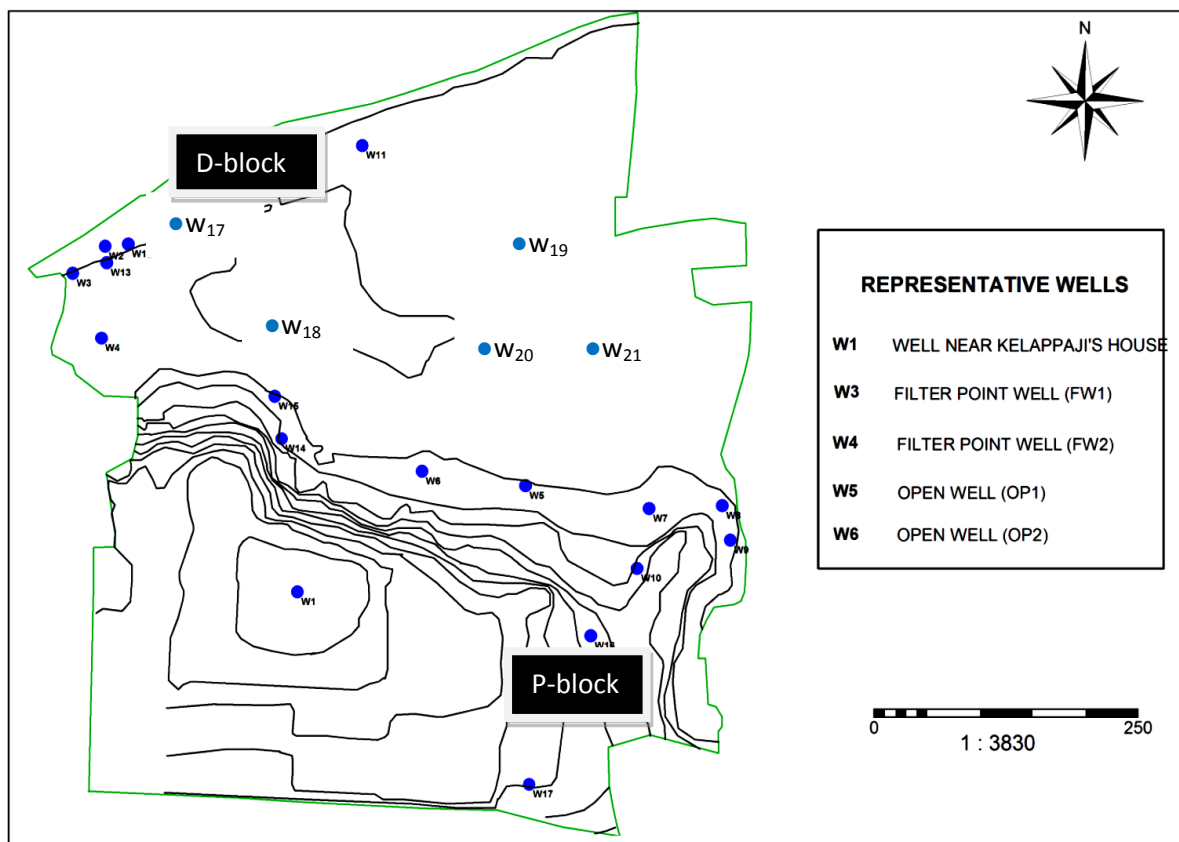 N
W11
D-block
W17
W2
W1
W19
W13
W3
W18
W4
W20
W21
W15
W14
W6
W5
W7
W8
W9
W10
W1
W16
P-block
W17
REPRESENTATIVE WELLS
W1 WELL NEAR KELAPPAJI'S HOUSE
W3 FILTER POINT WELL (FW1)
W4 FILTER POINT WELL (FW2)
W5 OPEN WELL (OP1)
W6 OPEN WELL (OP2)
0 250
1 : 3830